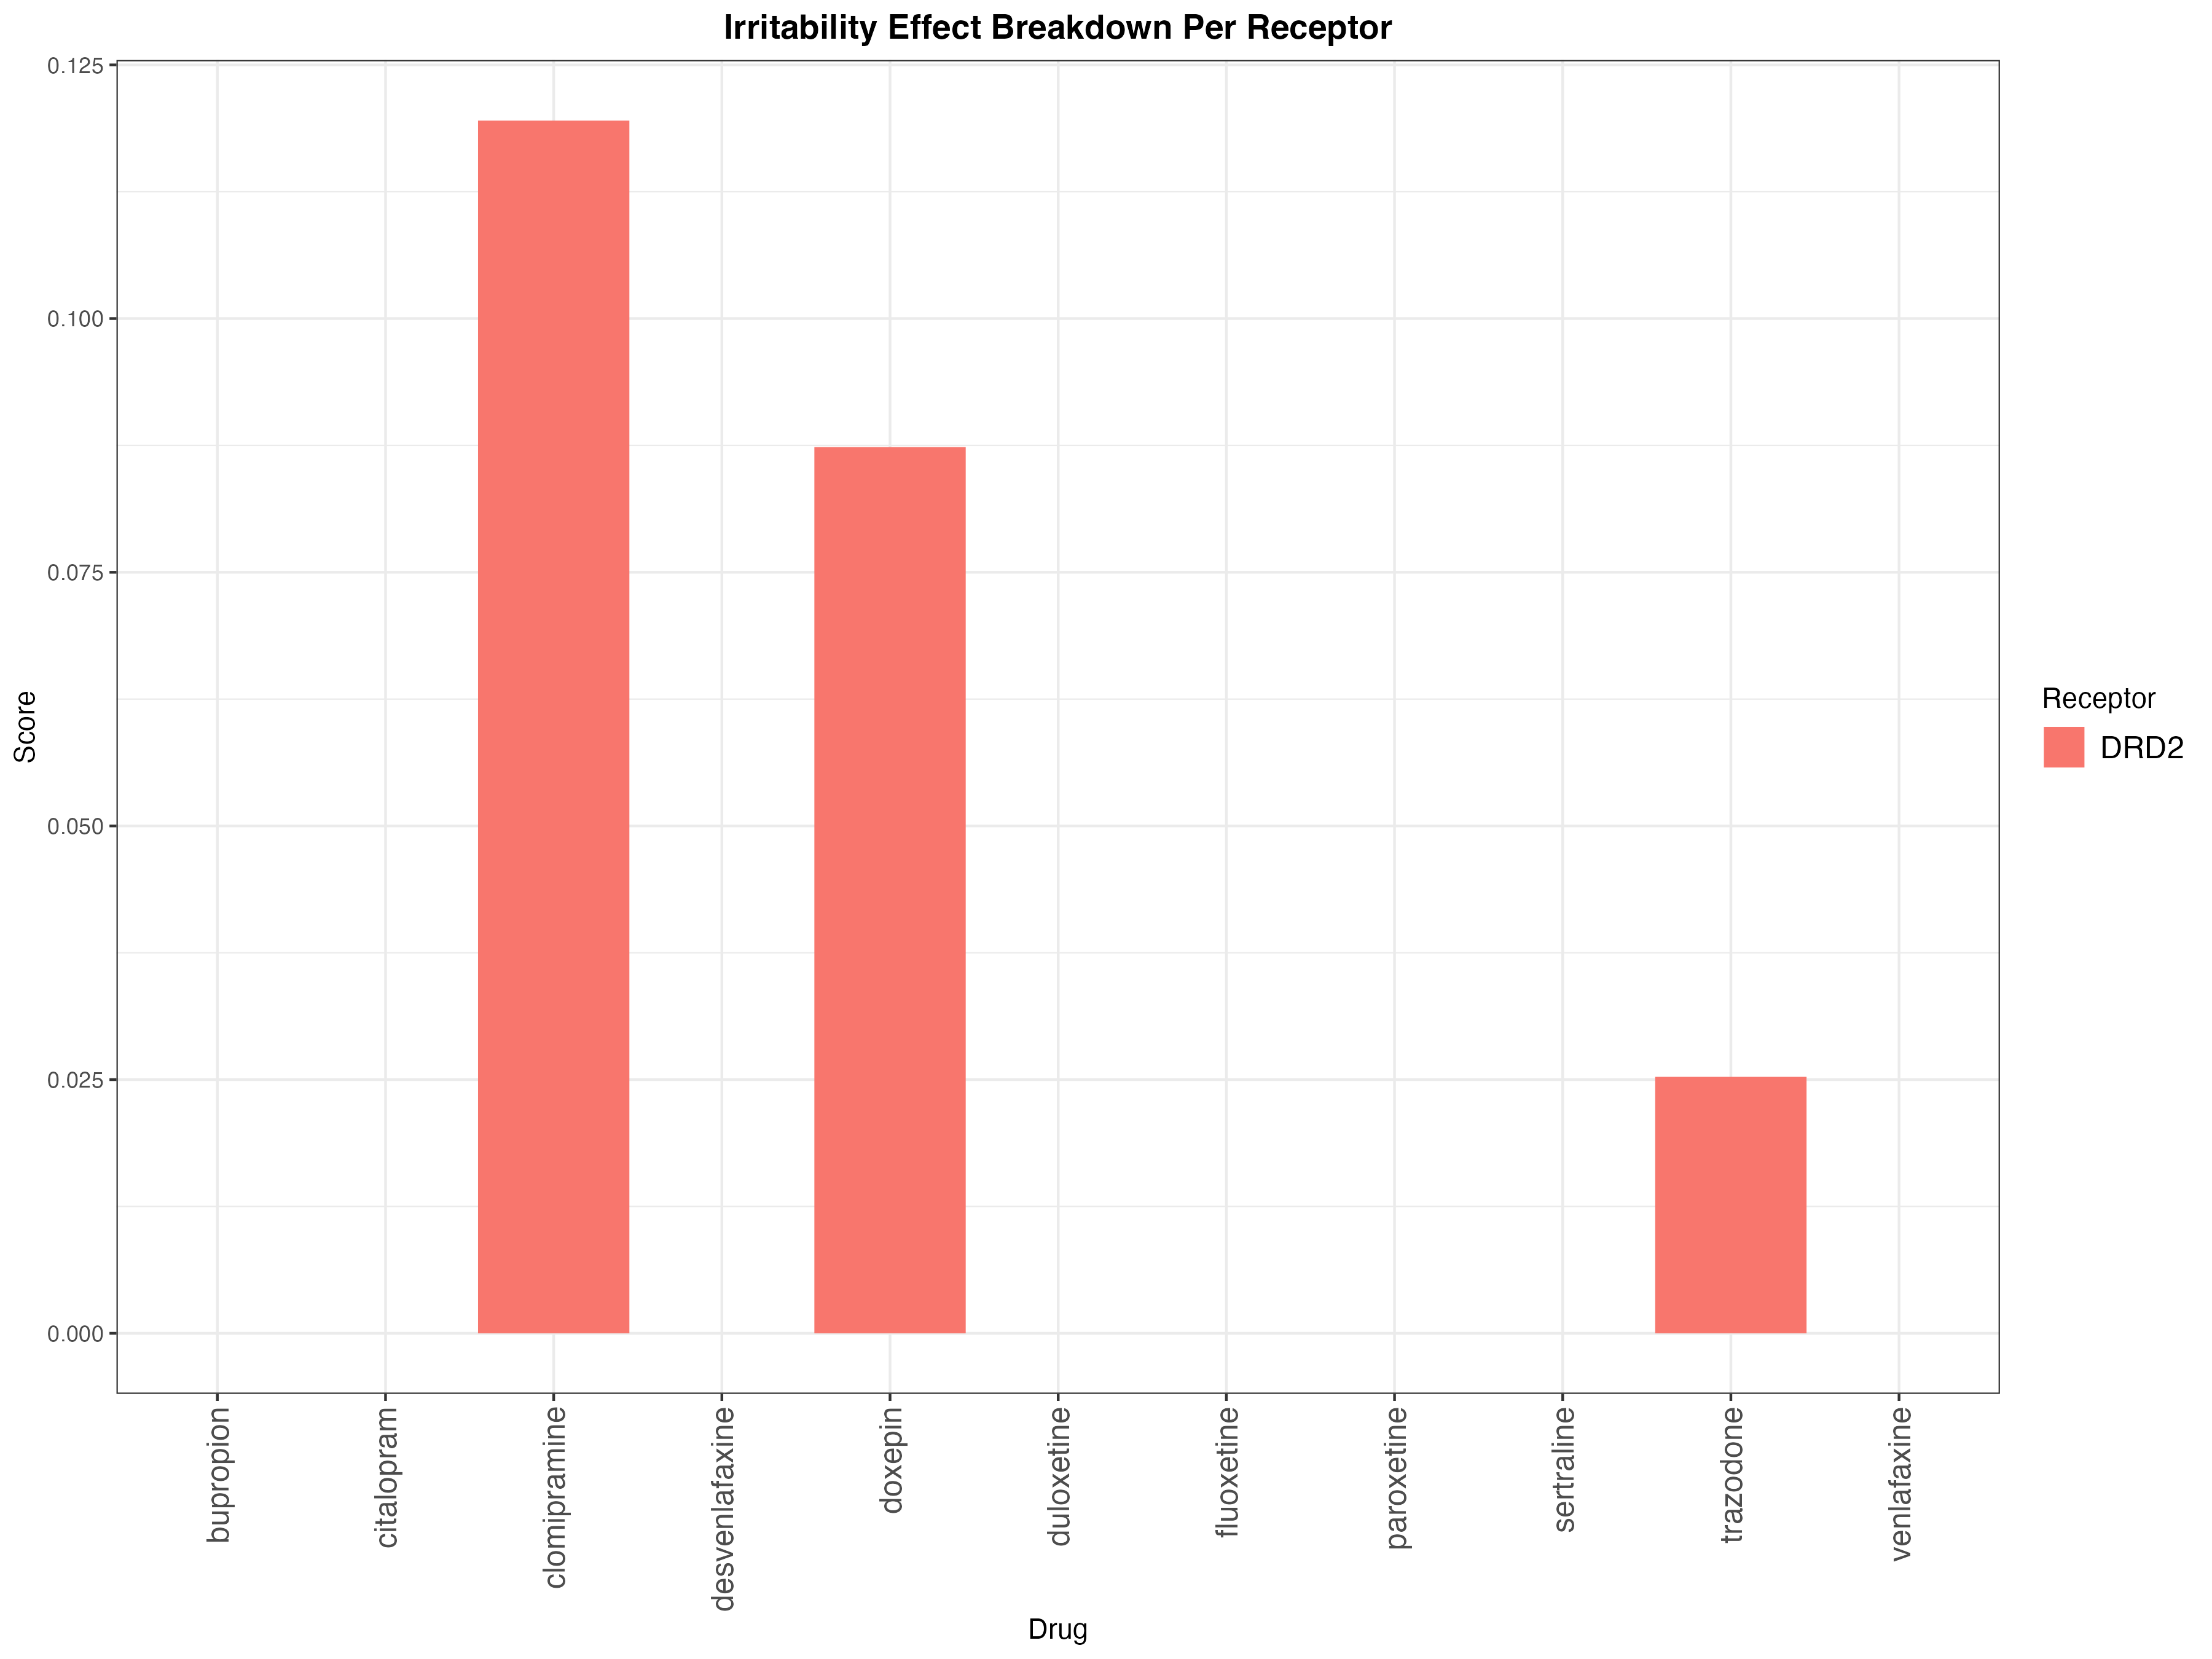 Irritability Effect Breakdown Per Receptor
0.125
0.100
0.075
0.050
0.025
0.000
Score
bupropion
citalopram
clomipramine
desvenlafaxine
doxepin
duloxetine
fluoxetine
paroxetine
sertraline
trazodone
venlafaxine
Drug
Receptor
DRD2